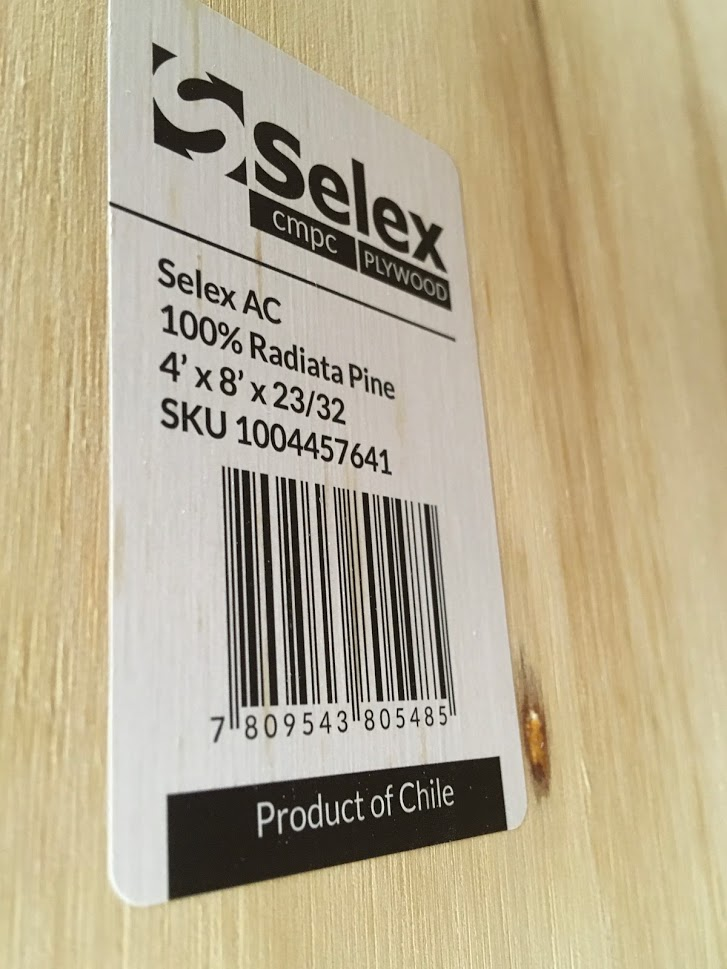 Selex
cmpc PLYWOOD
Selex AC
100% Radiata Pine
4' x 8' x 23/32
SKU 1004457641
7 809543 805485
Product of Chile